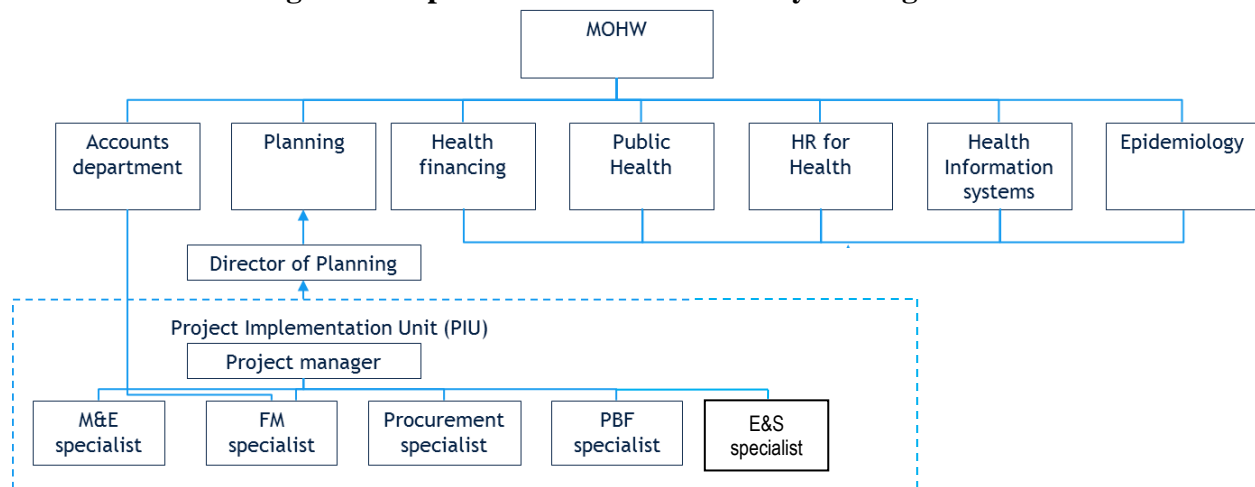 MOHW
Accounts
department
Planning
Health
financing
Public
Health
HR for
Health
Health
Information
systems
Epidemiology
Director of Planning
Project Implementation Unit (PIU)
Project manager
M&E
specialist
FM
specialist
Procurement
specialist
PBF
specialist
E&S
specialist